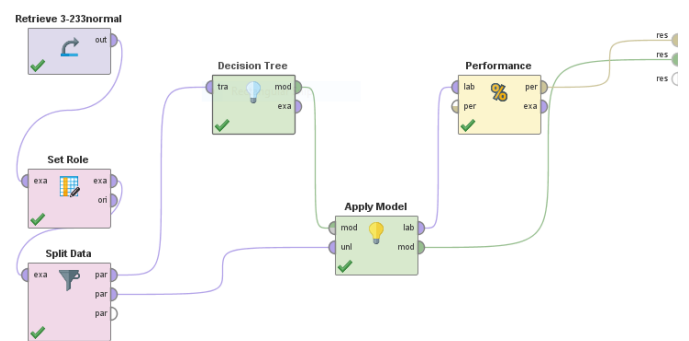 Retrieve 3-233normal
out
Set Role
exa
exa
ori
Split Data
exa
par
par
par
Decision Tree
tra
mod
exa
Apply Model
mod
lab
unl
mod
Performance
%
lab
per
per
exa
res
res
res